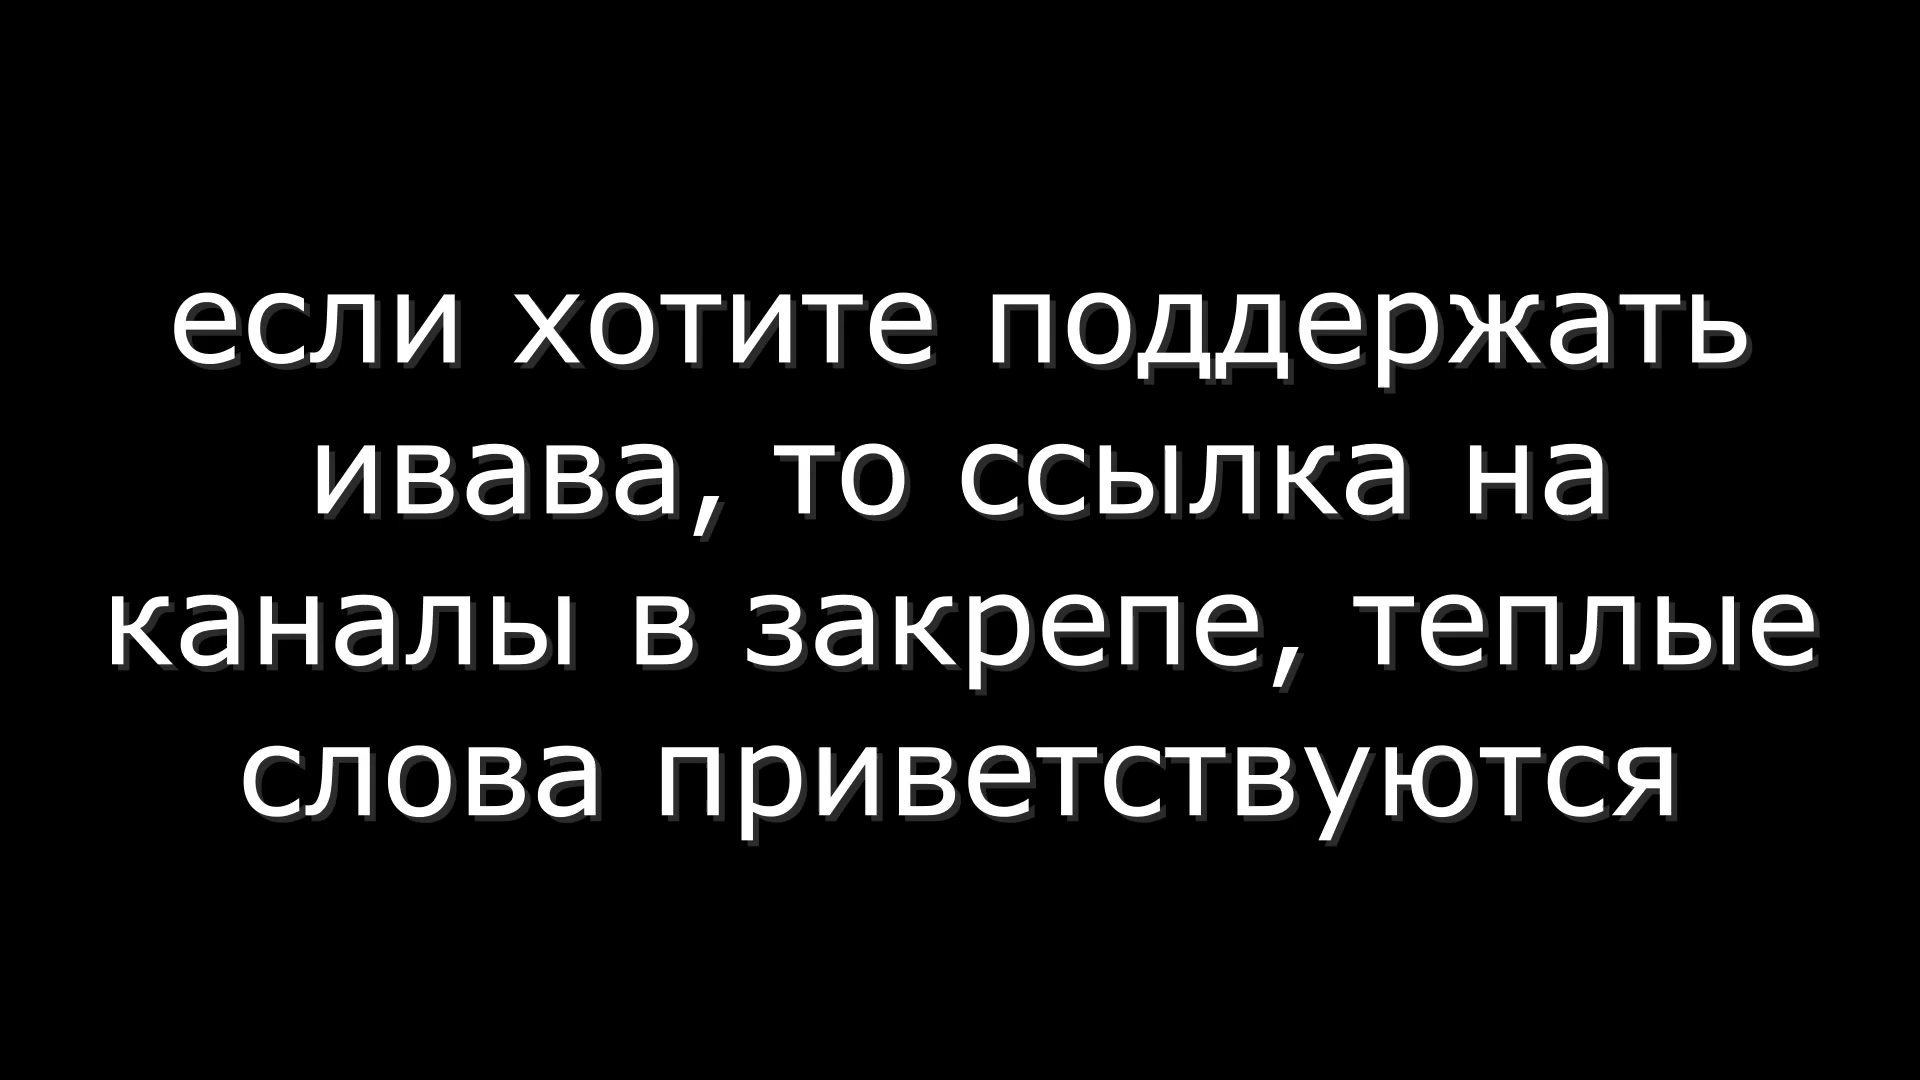 если хотите поддержать
ивава, то ссылка на
каналы в закрепе, теплые
слова приветствуются